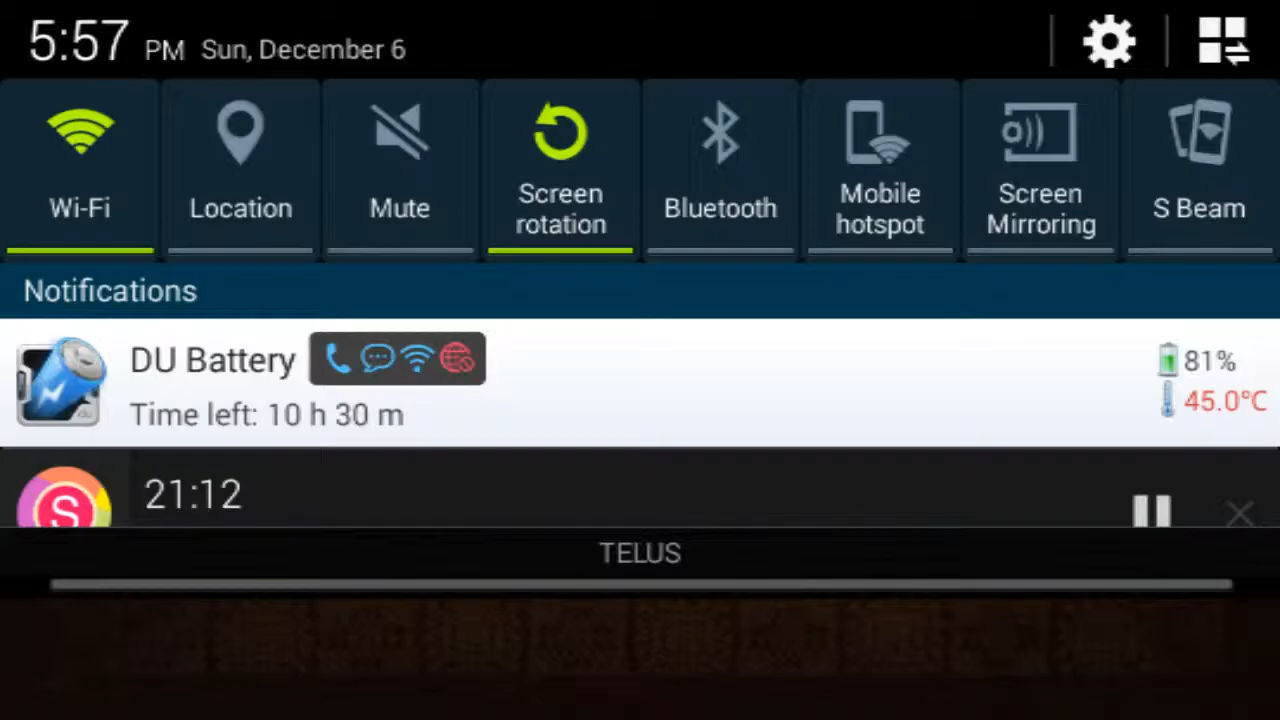 5:57 PM Sun, December 6
Wi-Fi
Location
Mute
Screen
rotation
Bluetooth
Mobile
hotspot
Screen
Mirroring
S Beam
Notifications
DU Battery
81%
Time left: 10 h 30 m
45.0°C
S
21:12
TELUS